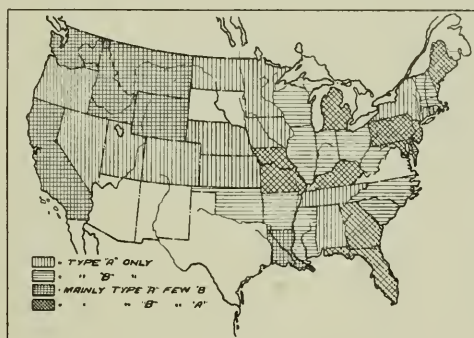 = TYPE "A" ONLY
= " "B" "
= MAINLY TYPE "A" FEW "B"
= " " "B" " "A"